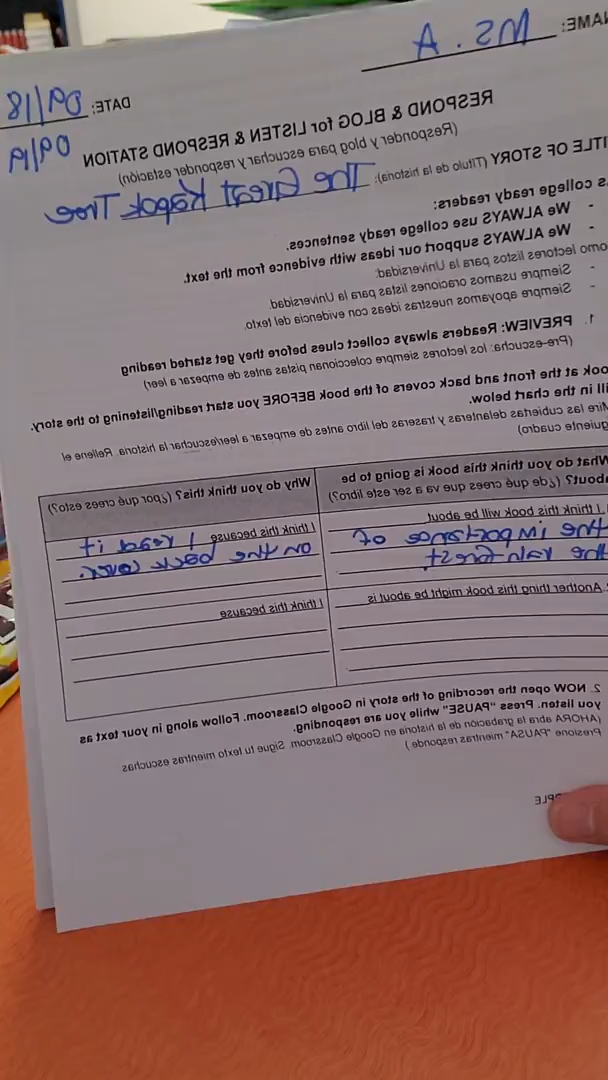 NAME: MS. A
DATE: 09/18
09/19
RESPOND & BLOG for LISTEN & RESPOND STATION
(Responder y blog para escuchar y responder estación)
TITLE OF STORY (Título de la historia): The Great Kapok Tree
As college ready readers:
- We ALWAYS use college ready sentences.
- We ALWAYS support our ideas with evidence from the text.
Como lectores listos para la Universidad:
- Siempre usamos oraciones listas para la Universidad
- Siempre apoyamos nuestras ideas con evidencia del texto.
1. PREVIEW: Readers always collect clues before they get started reading
(Pre-escucha: los lectores siempre coleccionan pistas antes de empezar a leer)
Look at the front and back covers of the book BEFORE you start reading/listening to the story.
Fill in the chart below.
Mire las cubiertas delanteras y traseras del libro antes de empezar a leer/escuchar la historia. Rellene el
siguiente cuadro)
What do you think this book is going to be
about? (¿de qué crees que va a ser este libro?)
Why do you think this? (¿por qué crees esto?)
1. I think this book will be about
the importance of
the rainforest.
I think this because I read it
on the back cover.
2. Another thing this book might be about is
I think this because
2. NOW open the recording of the story in Google Classroom. Follow along in your text as
you listen. Press "PAUSE" while you are responding.
(AHORA abra la grabación de la historia en Google Classroom. Sigue tu texto mientras escuchas
Presione "PAUSA" mientras responde.)